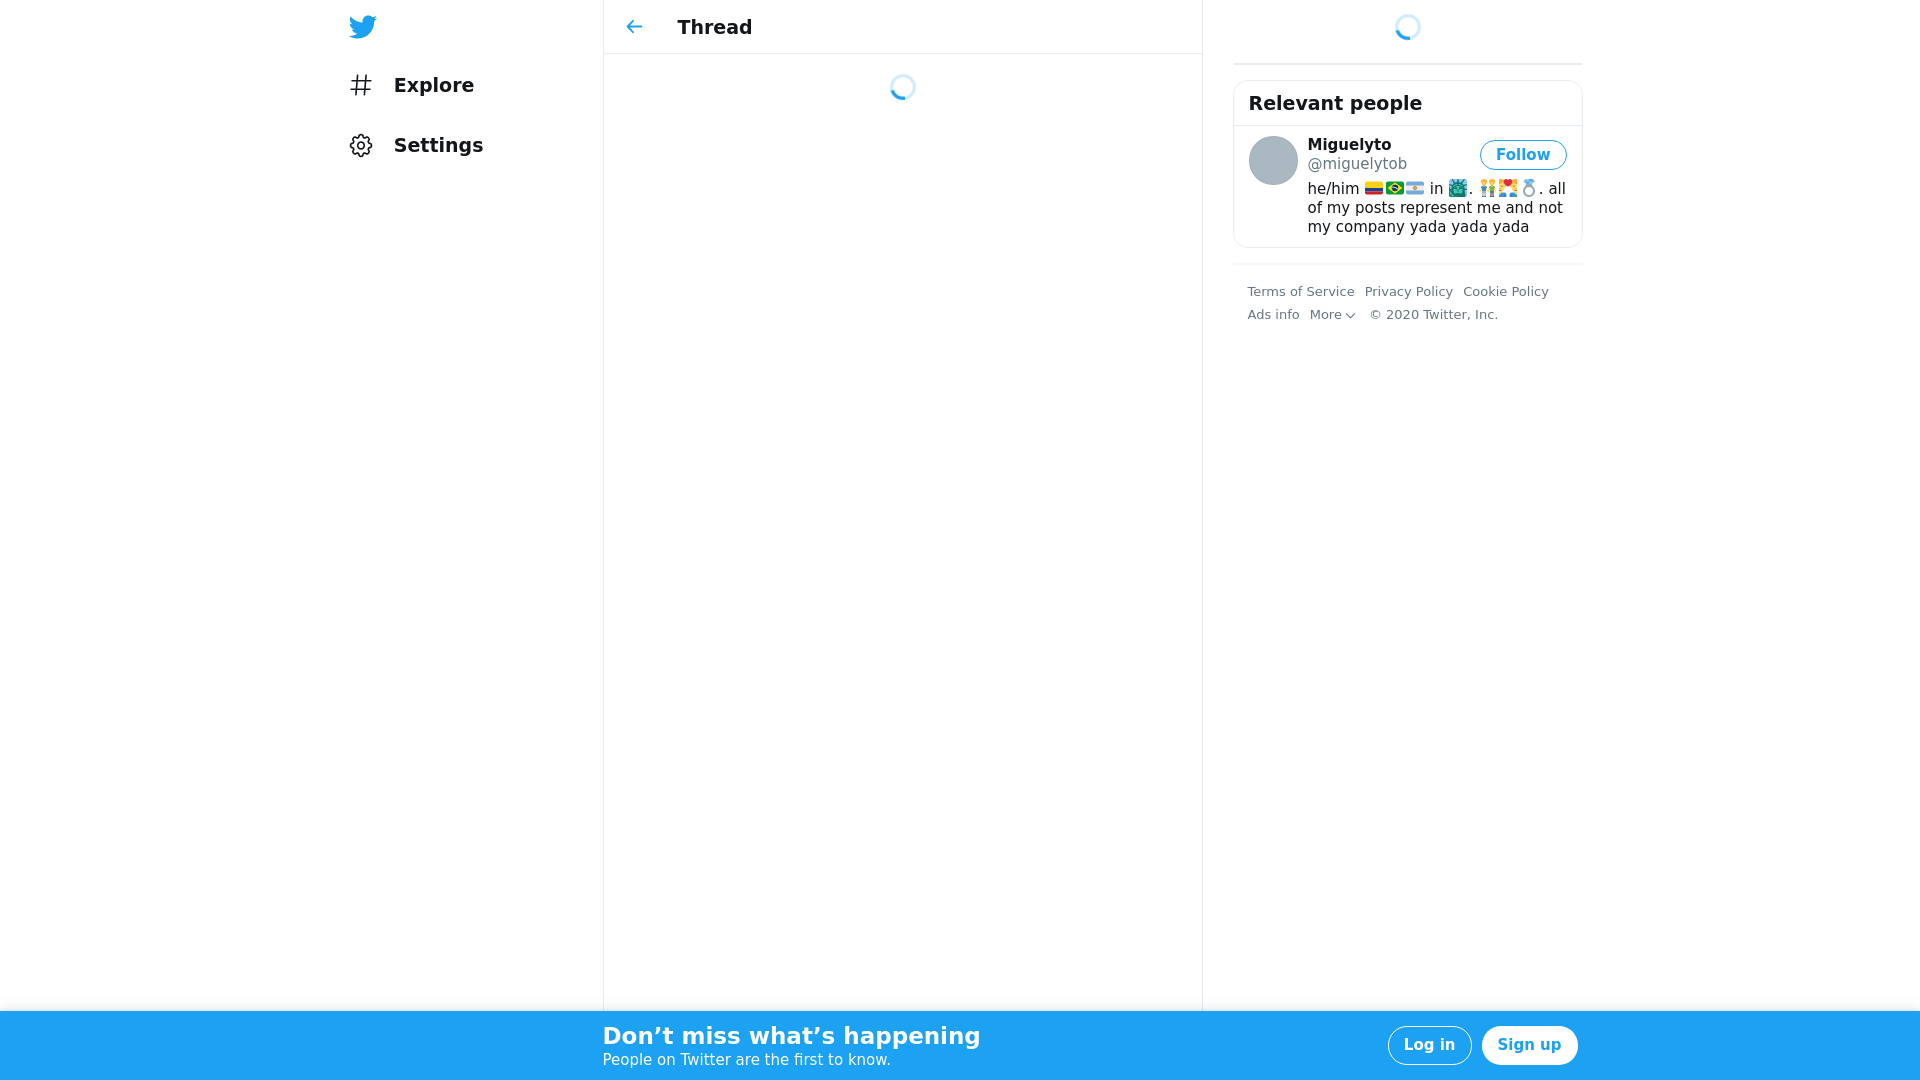 Explore
Settings
Thread
Relevant people
Miguelyto
@miguelytob
Follow
he/him 🇨🇴🇧🇷🇦🇷 in 🗽. 👬💑💍. all
of my posts represent me and not
my company yada yada yada
Terms of Service Privacy Policy Cookie Policy
Ads info More © 2020 Twitter, Inc.
Don’t miss what’s happening
People on Twitter are the first to know.
Log in
Sign up